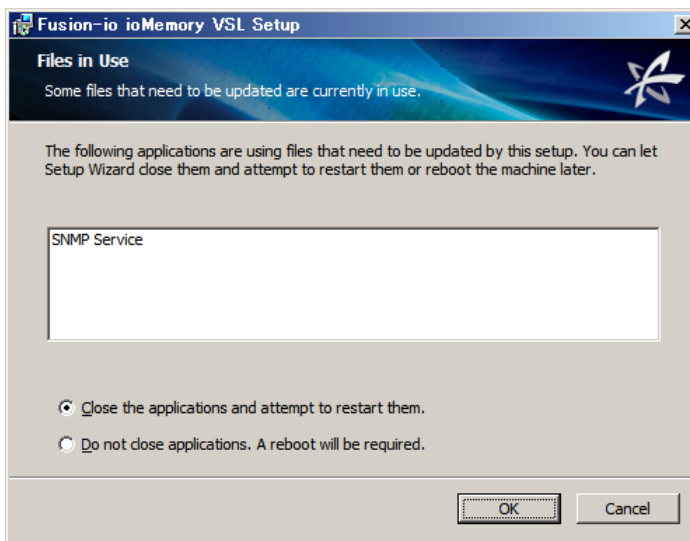 Fusion-io ioMemory VSL Setup
Files in Use
Some files that need to be updated are currently in use.
The following applications are using files that need to be updated by this setup. You can let
Setup Wizard close them and attempt to restart them or reboot the machine later.
SNMP Service
Close the applications and attempt to restart them.
Do not close applications. A reboot will be required.
OK
Cancel